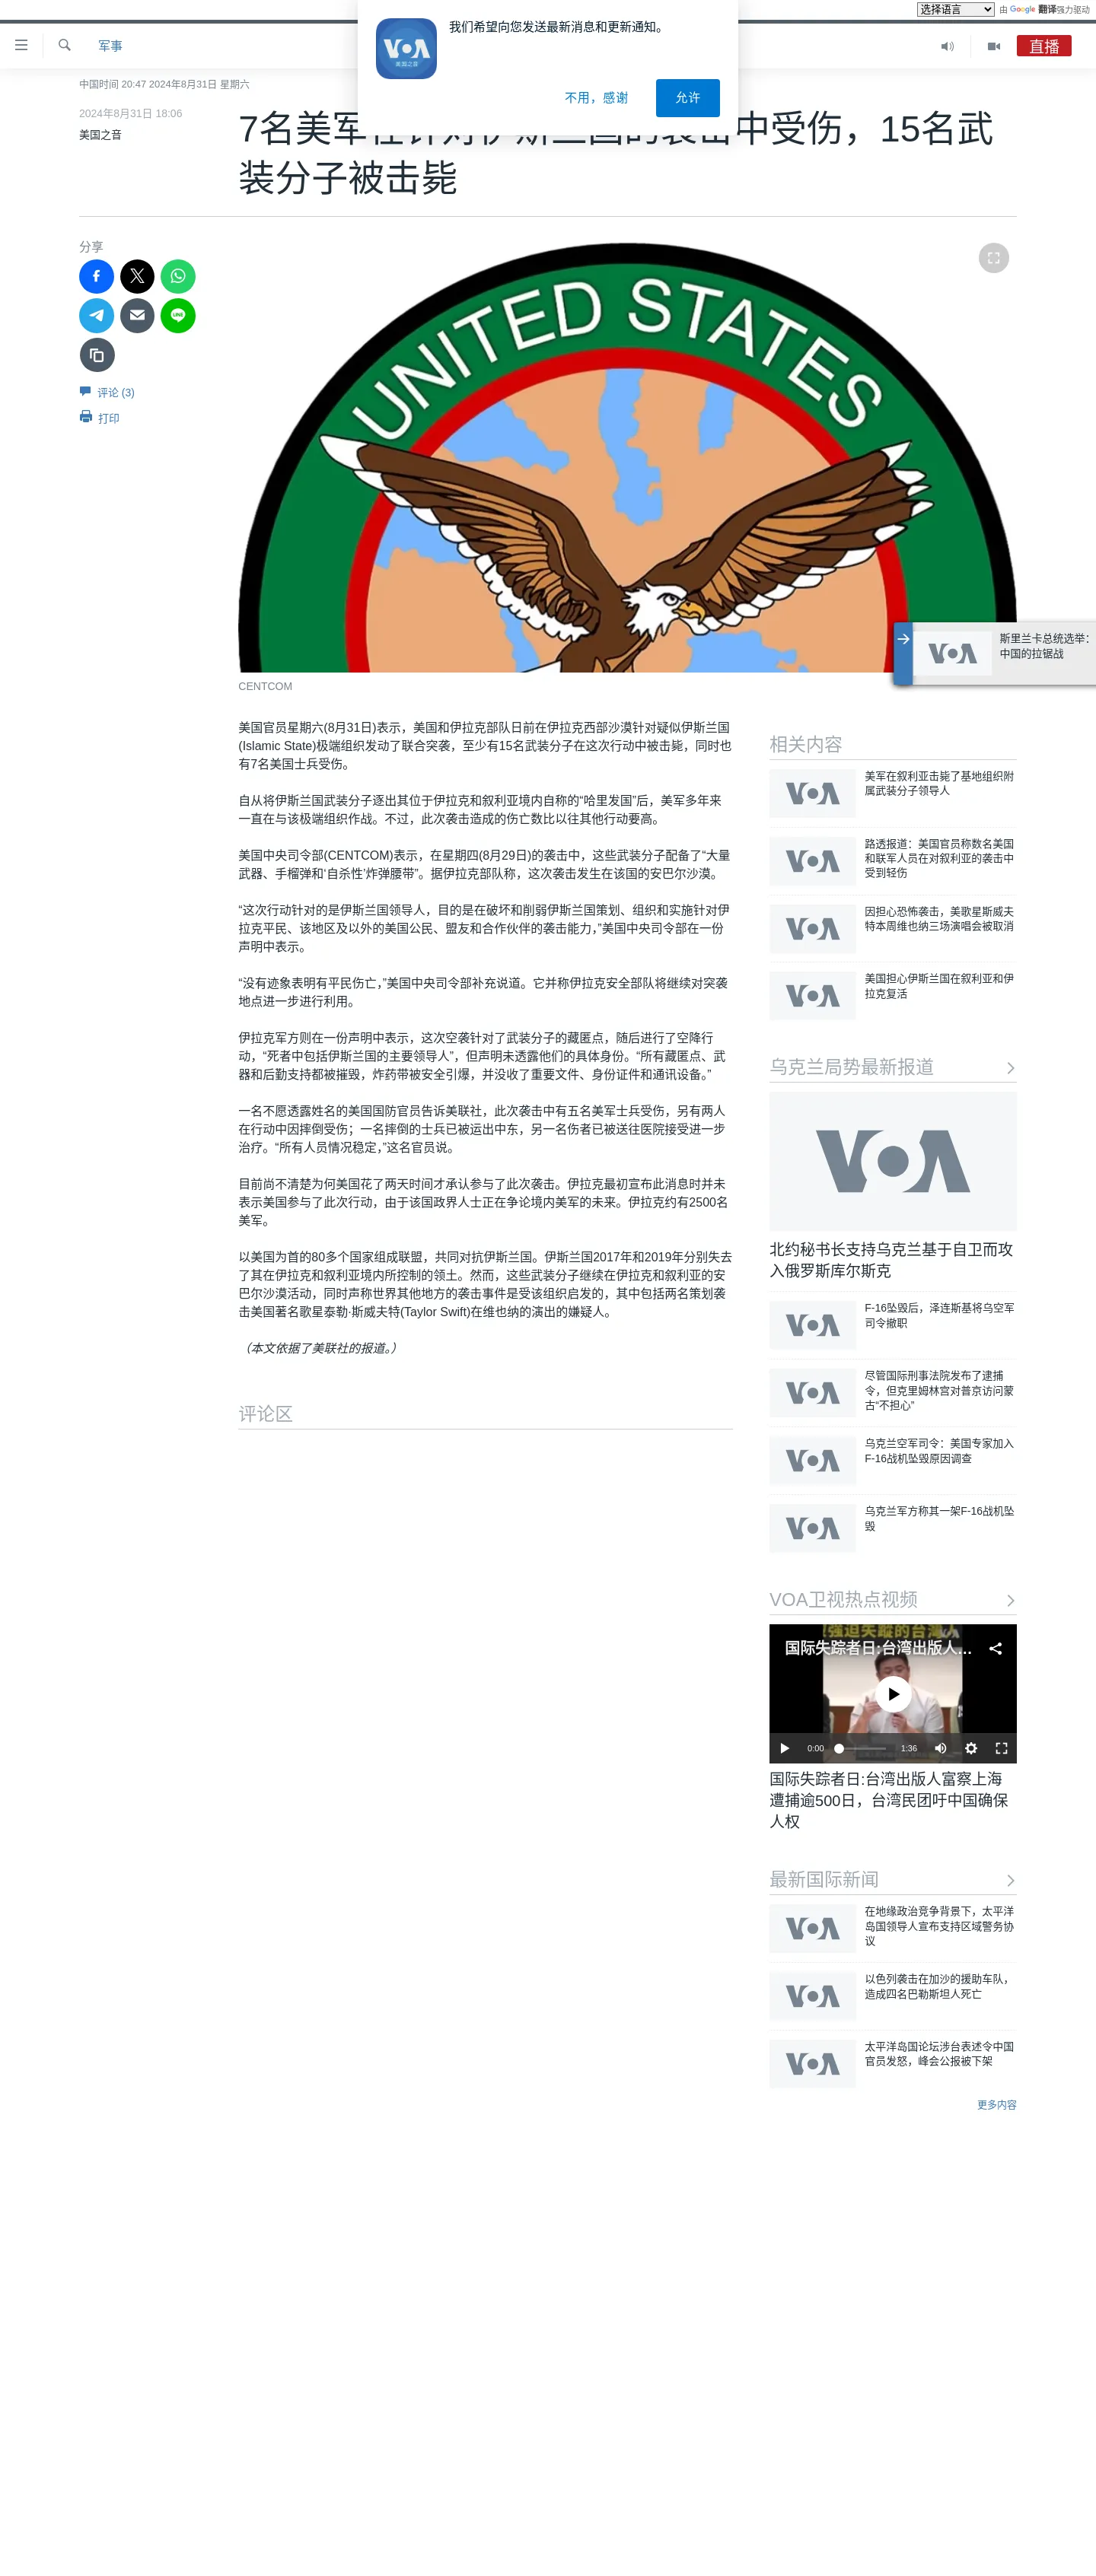 选择语言
由 Google 翻译强力驱动
我们希望向您发送最新消息和更新通知。
VOA
美国之音
不用，感谢
允许
军事
直播
中国时间 20:47 2024年8月31日 星期六
2024年8月31日 18:06
美国之音
7名美军在针对伊斯兰国的袭击中受伤，15名武
装分子被击毙
分享
评论 (3)
打印
UNITED STATES
CENTCOM
斯里兰卡总统选举：
中国的拉锯战
美国官员星期六(8月31日)表示，美国和伊拉克部队日前在伊拉克西部沙漠针对疑似伊斯兰国
(Islamic State)极端组织发动了联合突袭，至少有15名武装分子在这次行动中被击毙，同时也
有7名美国士兵受伤。
自从将伊斯兰国武装分子逐出其位于伊拉克和叙利亚境内自称的“哈里发国”后，美军多年来
一直在与该极端组织作战。不过，此次袭击造成的伤亡数比以往其他行动要高。
美国中央司令部(CENTCOM)表示，在星期四(8月29日)的袭击中，这些武装分子配备了“大量
武器、手榴弹和‘自杀性’炸弹腰带”。据伊拉克部队称，这次袭击发生在该国的安巴尔沙漠。
“这次行动针对的是伊斯兰国领导人，目的是在破坏和削弱伊斯兰国策划、组织和实施针对伊
拉克平民、该地区及以外的美国公民、盟友和合作伙伴的袭击能力，”美国中央司令部在一份
声明中表示。
“没有迹象表明有平民伤亡，”美国中央司令部补充说道。它并称伊拉克安全部队将继续对突袭
地点进一步进行利用。
伊拉克军方则在一份声明中表示，这次空袭针对了武装分子的藏匿点，随后进行了空降行
动，“死者中包括伊斯兰国的主要领导人”，但声明未透露他们的具体身份。“所有藏匿点、武
器和后勤支持都被摧毁，炸药带被安全引爆，并没收了重要文件、身份证件和通讯设备。”
一名不愿透露姓名的美国国防官员告诉美联社，此次袭击中有五名美军士兵受伤，另有两人
在行动中因摔倒受伤；一名摔倒的士兵已被运出中东，另一名伤者已被送往医院接受进一步
治疗。“所有人员情况稳定，”这名官员说。
目前尚不清楚为何美国花了两天时间才承认参与了此次袭击。伊拉克最初宣布此消息时并未
表示美国参与了此次行动，由于该国政界人士正在争论境内美军的未来。伊拉克约有2500名
美军。
以美国为首的80多个国家组成联盟，共同对抗伊斯兰国。伊斯兰国2017年和2019年分别失去
了其在伊拉克和叙利亚境内所控制的领土。然而，这些武装分子继续在伊拉克和叙利亚的安
巴尔沙漠活动，同时声称世界其他地方的袭击事件是受该组织启发的，其中包括两名策划袭
击美国著名歌星泰勒·斯威夫特(Taylor Swift)在维也纳的演出的嫌疑人。
（本文依据了美联社的报道。）
评论区
相关内容
美军在叙利亚击毙了基地组织附
属武装分子领导人
路透报道：美国官员称数名美国
和联军人员在对叙利亚的袭击中
受到轻伤
因担心恐怖袭击，美歌星斯威夫
特本周维也纳三场演唱会被取消
美国担心伊斯兰国在叙利亚和伊
拉克复活
乌克兰局势最新报道
VOA
北约秘书长支持乌克兰基于自卫而攻
入俄罗斯库尔斯克
F-16坠毁后，泽连斯基将乌空军
司令撤职
尽管国际刑事法院发布了逮捕
令，但克里姆林宫对普京访问蒙
古“不担心”
乌克兰空军司令：美国专家加入
F-16战机坠毁原因调查
乌克兰军方称其一架F-16战机坠
毁
VOA卫视热点视频
国际失踪者日:台湾出版人...
0:00
1:36
国际失踪者日:台湾出版人富察上海
遭捕逾500日，台湾民团吁中国确保
人权
最新国际新闻
在地缘政治竞争背景下，太平洋
岛国领导人宣布支持区域警务协
议
以色列袭击在加沙的援助车队，
造成四名巴勒斯坦人死亡
太平洋岛国论坛涉台表述令中国
官员发怒，峰会公报被下架
更多内容